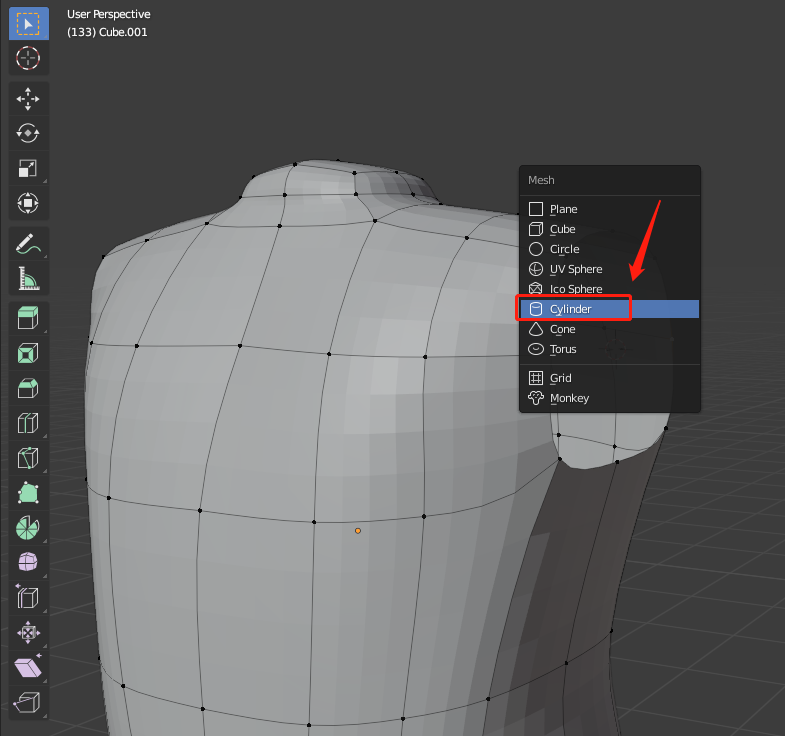 User Perspective
(133) Cube.001
Mesh
Plane
Cube
Circle
UV Sphere
Ico Sphere
Cylinder
Cone
Torus
Grid
Monkey